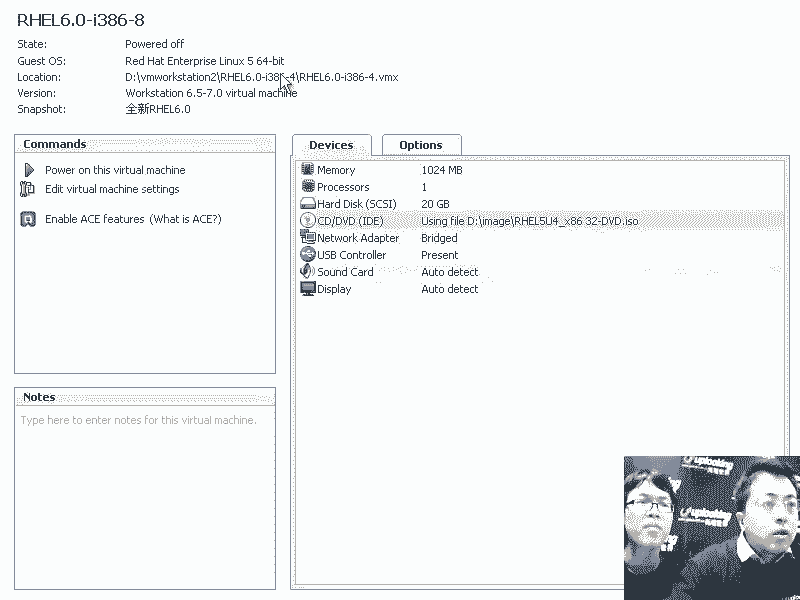 RHEL6.0-i386-8
State: Powered off
Guest OS: Red Hat Enterprise Linux 5 64-bit
Location: D:\vmworkstation2\RHEL6.0-i386-4\RHEL6.0-i386-4.vmx
Version: Workstation 6.5-7.0 virtual machine
Snapshot: 全新RHEL6.0
Commands
Power on this virtual machine
Edit virtual machine settings
Enable ACE features (What is ACE?)
Notes
Type here to enter notes for this virtual machine.
Devices Options
Memory 1024 MB
Processors 1
Hard Disk (SCSI) 20 GB
CD/DVD (IDE) Using file D:\image\RHEL5U4_x86 32-DVD.iso
Network Adapter Bridged
USB Controller Present
Sound Card Auto detect
Display Auto detect
uplooking
uplooking